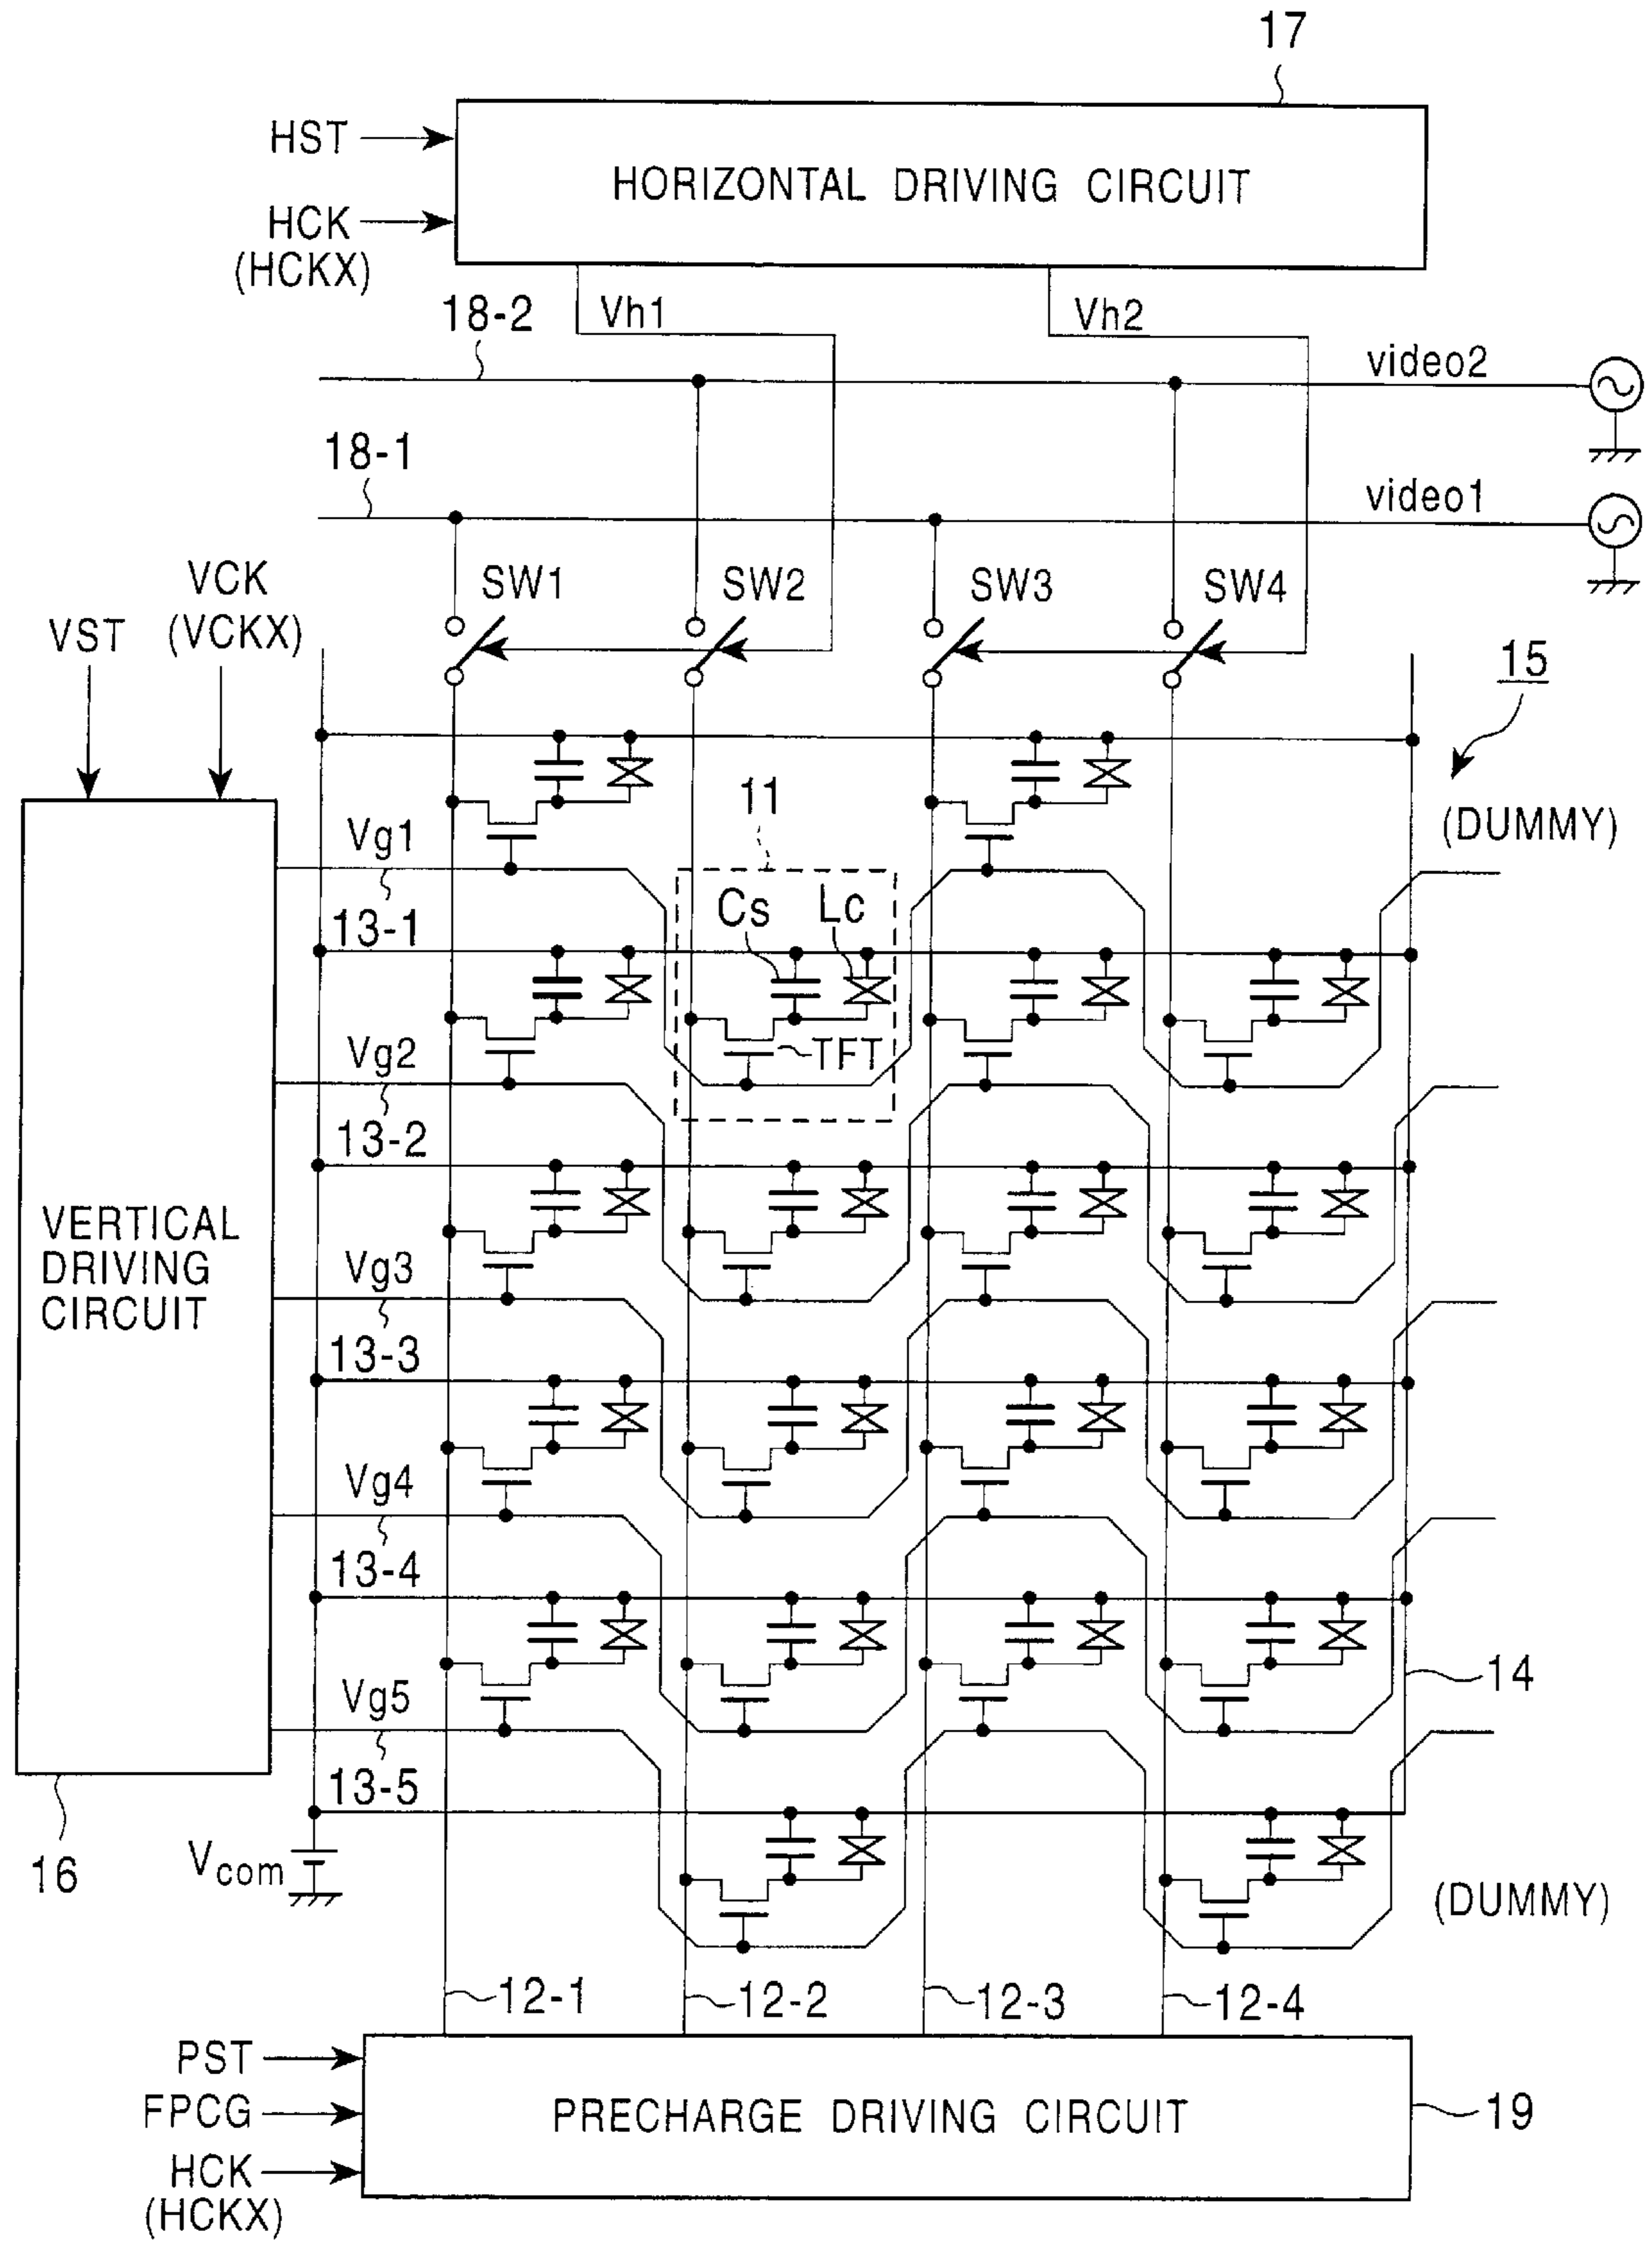 17
HST
HORIZONTAL DRIVING CIRCUIT
HCK
(HCKX)
18-2
Vh1
Vh2
video2
18-1
video1
VCK
(VCKX)
VST
SW1
SW2
SW3
SW4
15
11
(DUMMY)
Vg1
Cs
Lc
13-1
TFT
Vg2
13-2
VERTICAL
DRIVING
CIRCUIT
Vg3
13-3
Vg4
13-4
14
Vg5
13-5
16
Vcom
(DUMMY)
12-1
12-2
12-3
12-4
PST
FPCG
PRECHARGE DRIVING CIRCUIT
19
HCK
(HCKX)